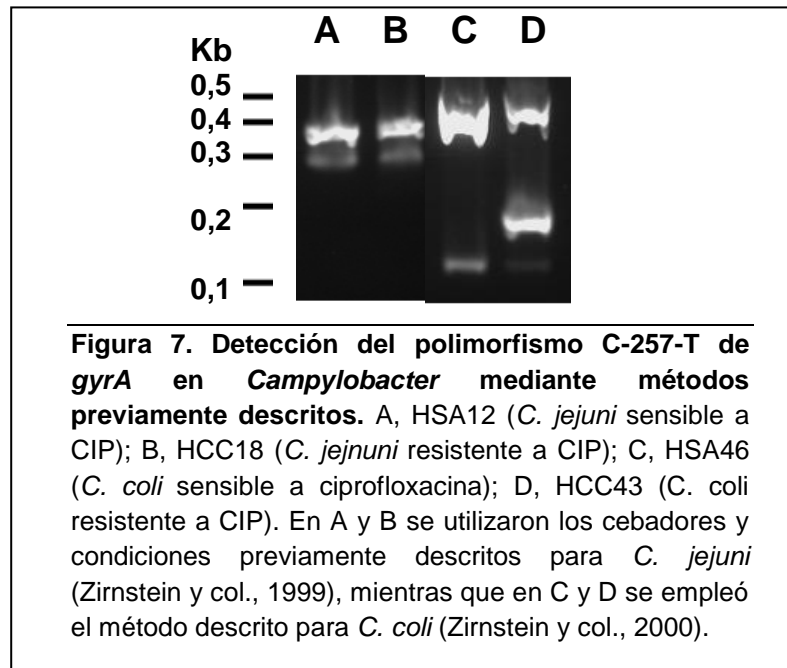 A B C D
Kb
0,5
0,4
0,3
0,2
0,1
Figura 7. Detección del polimorfismo C-257-T de
gyrA en Campylobacter mediante métodos
previamente descritos. A, HSA12 (C. jejuni sensible a
CIP); B, HCC18 (C. jejnuni resistente a CIP); C, HSA46
(C. coli sensible a ciprofloxacina); D, HCC43 (C. coli
resistente a CIP). En A y B se utilizaron los cebadores y
condiciones previamente descritos para C. jejuni
(Zirnstein y col., 1999), mientras que en C y D se empleó
el método descrito para C. coli (Zirnstein y col., 2000).